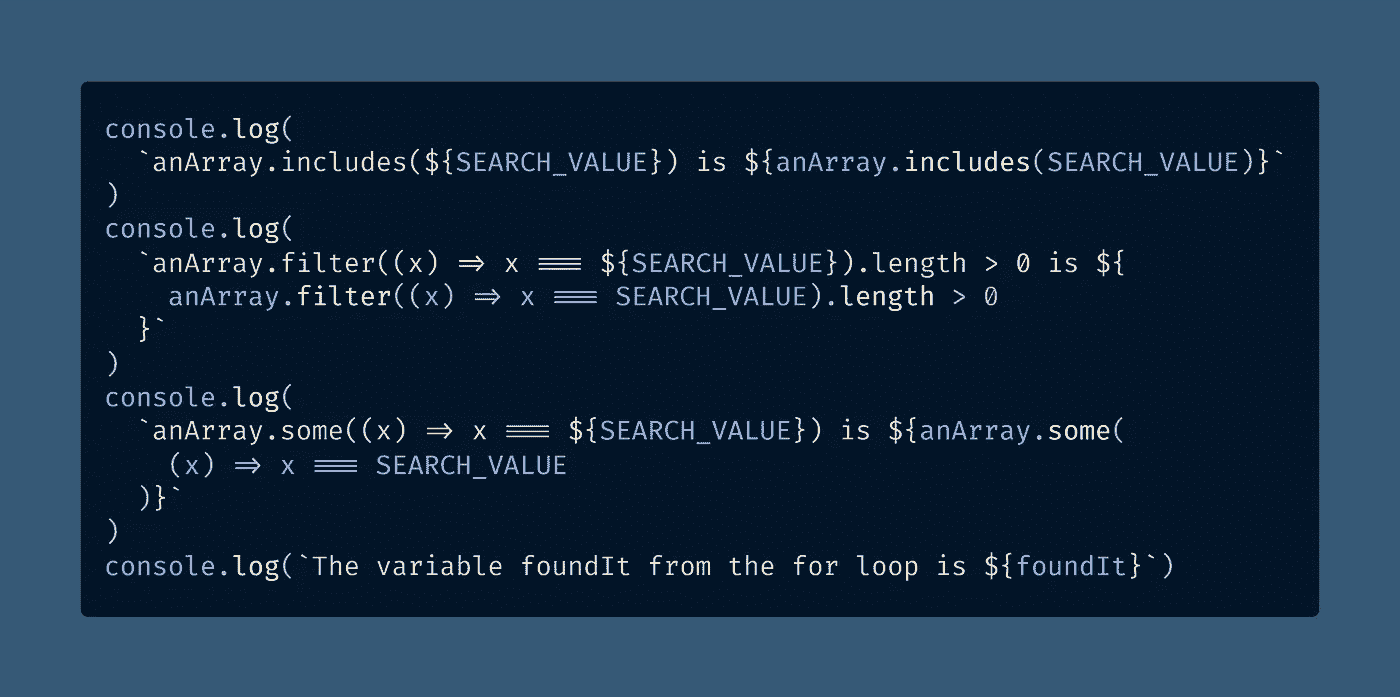 console.log(
  `anArray.includes(${SEARCH_VALUE}) is ${anArray.includes(SEARCH_VALUE)}`
)
console.log(
  `anArray.filter((x) => x === ${SEARCH_VALUE}).length > 0 is ${
    anArray.filter((x) => x === SEARCH_VALUE).length > 0
  }`
)
console.log(
  `anArray.some((x) => x === ${SEARCH_VALUE}) is ${anArray.some(
    (x) => x === SEARCH_VALUE
  )}`
)
console.log(`The variable foundIt from the for loop is ${foundIt}`)